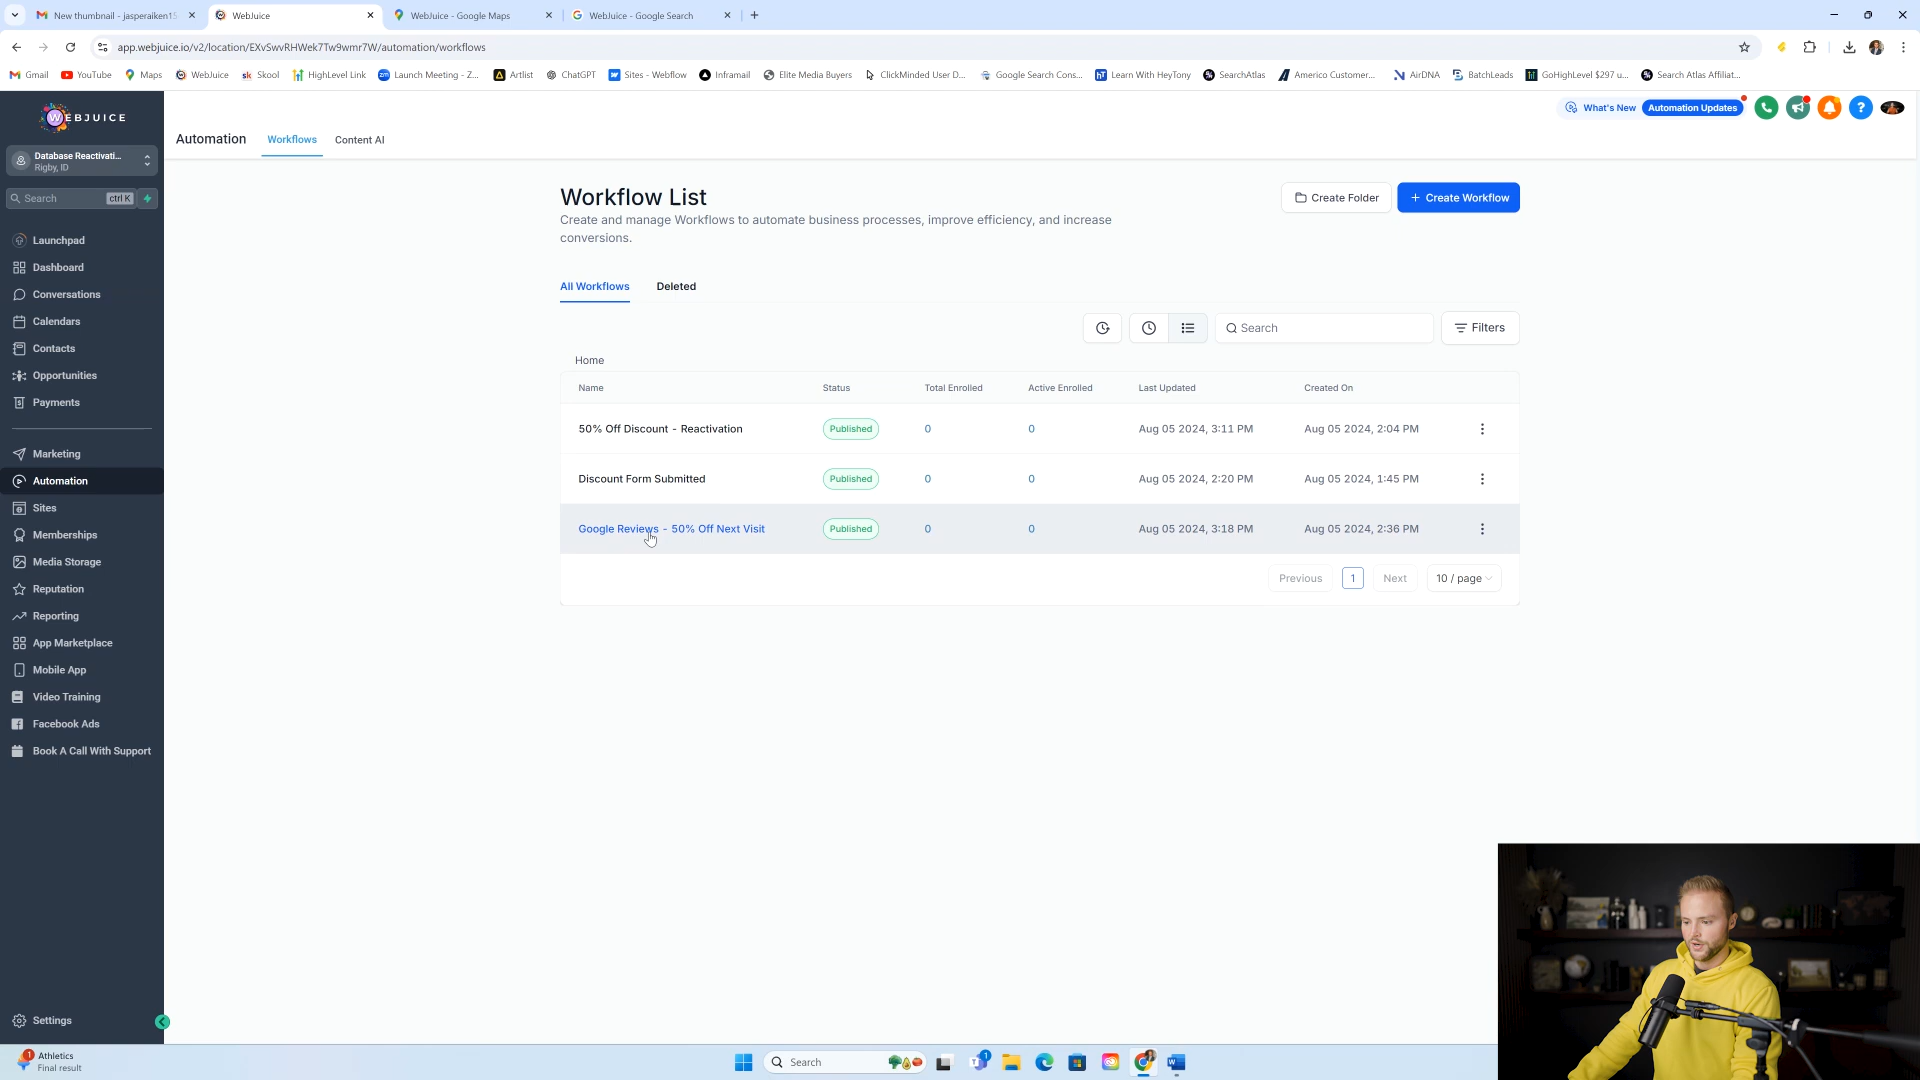 New thumbnail - jasperaiken15
WebJuice
WebJuice - Google Maps
WebJuice - Google Search
app.webjuice.io/v2/location/EXvSwvRHWek7Tw9wmr7W/automation/workflows
Gmail
YouTube
Maps
WebJuice
Skool
HighLevel Link
Launch Meeting - Z...
Artlist
ChatGPT
Sites - Webflow
Inframail
Elite Media Buyers
ClickMinded User D...
Google Search Cons...
Learn With HeyTony
SearchAtlas
Americo Customer...
AirDNA
BatchLeads
GoHighLevel $297 u...
Search Atlas Affiliat...
WEBJUICE
What's New
Automation Updates
Automation
Workflows
Content AI
Database Reactivati...
Rigby, ID
Search
ctrl K
Launchpad
Dashboard
Conversations
Calendars
Contacts
Opportunities
Payments
Marketing
Automation
Sites
Memberships
Media Storage
Reputation
Reporting
App Marketplace
Mobile App
Video Training
Facebook Ads
Book A Call With Support
Settings
Workflow List
Create Folder
+ Create Workflow
Create and manage Workflows to automate business processes, improve efficiency, and increase
conversions.
All Workflows
Deleted
Search
Filters
Home
Name Status Total Enrolled Active Enrolled Last Updated Created On
50% Off Discount - Reactivation Published 0 0 Aug 05 2024, 3:11 PM Aug 05 2024, 2:04 PM
Discount Form Submitted Published 0 0 Aug 05 2024, 2:20 PM Aug 05 2024, 1:45 PM
Google Reviews - 50% Off Next Visit Published 0 0 Aug 05 2024, 3:18 PM Aug 05 2024, 2:36 PM
Previous 1 Next 10 / page
1
Athletics
Final result
Search
1